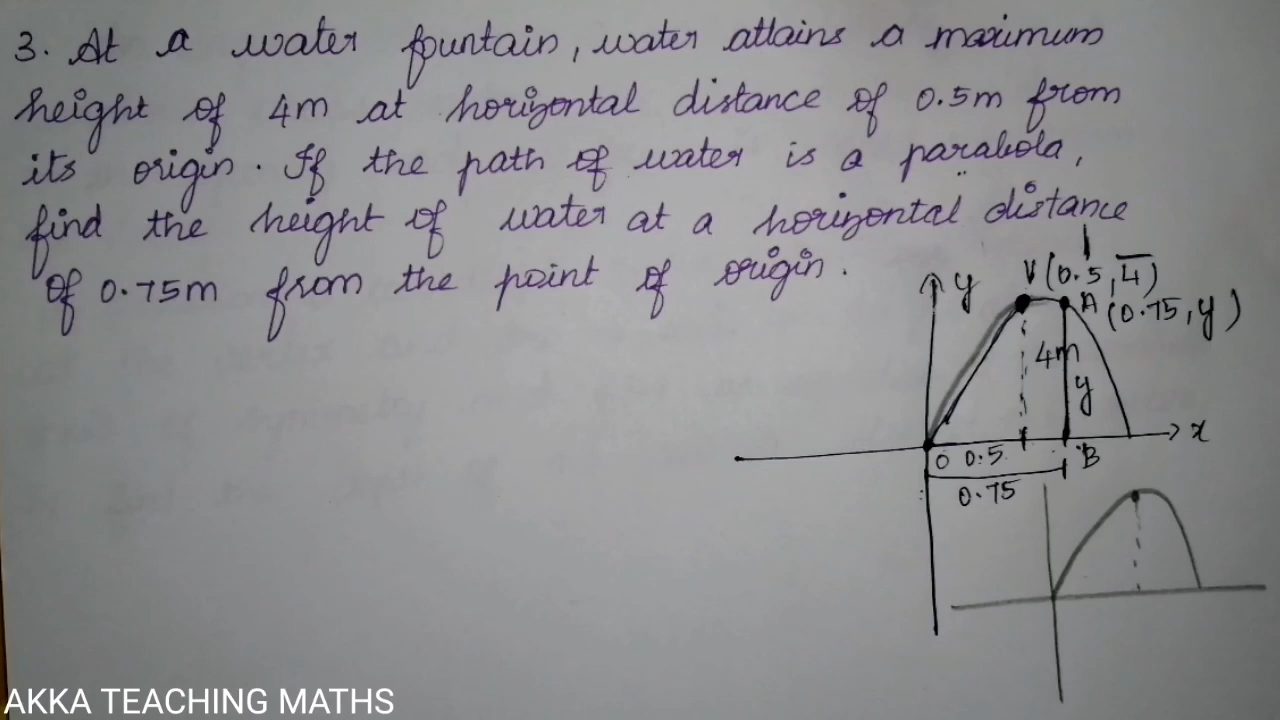 3. At a water fountain, water attains a maximum
height of 4m at horizontal distance of 0.5m from
its origin. If the path of water is a parabola,
find the height of water at a horizontal distance
of 0.75m from the point of origin.
y
V(0.5, 4)
A (0.75, y)
4m
y
x
O 0.5
B
0.75
AKKA TEACHING MATHS